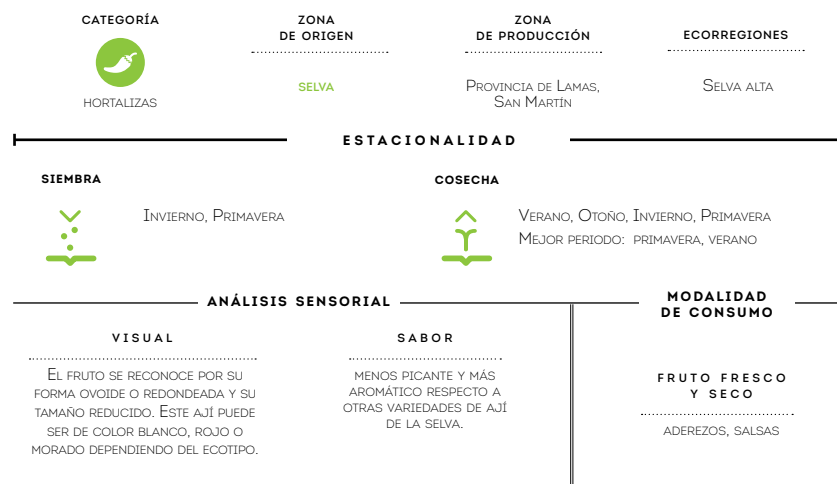 CATEGORÍA
HORTALIZAS
ZONA
DE ORIGEN
SELVA
ZONA
DE PRODUCCIÓN
Provincia de Lamas,
San Martín
ECORREGIONES
Selva alta
ESTACIONALIDAD
SIEMBRA
Invierno, Primavera
COSECHA
Verano, Otoño, Invierno, Primavera
Mejor periodo: primavera, verano
ANÁLISIS SENSORIAL
VISUAL
El fruto se reconoce por su
forma ovoide o redondeada y su
tamaño reducido. Este ají puede
ser de color blanco, rojo o
morado dependiendo del ecotipo.
SABOR
menos picante y más
aromático respecto a
otras variedades de ají
de la selva.
MODALIDAD
DE CONSUMO
FRUTO FRESCO
Y SECO
aderezos, salsas